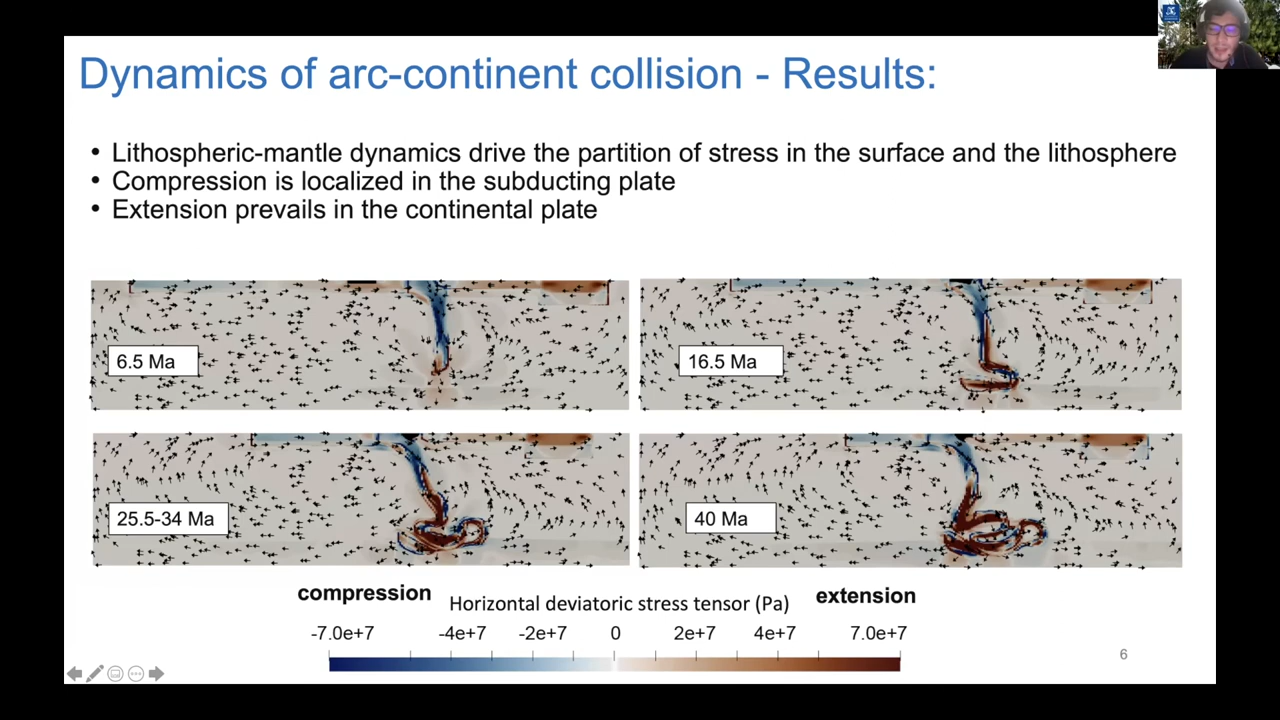 Dynamics of arc-continent collision - Results:
• Lithospheric-mantle dynamics drive the partition of stress in the surface and the lithosphere
• Compression is localized in the subducting plate
• Extension prevails in the continental plate
6.5 Ma
16.5 Ma
25.5-34 Ma
40 Ma
compression Horizontal deviatoric stress tensor (Pa) extension
-7.0e+7 -4e+7 -2e+7 0 2e+7 4e+7 7.0e+7
6